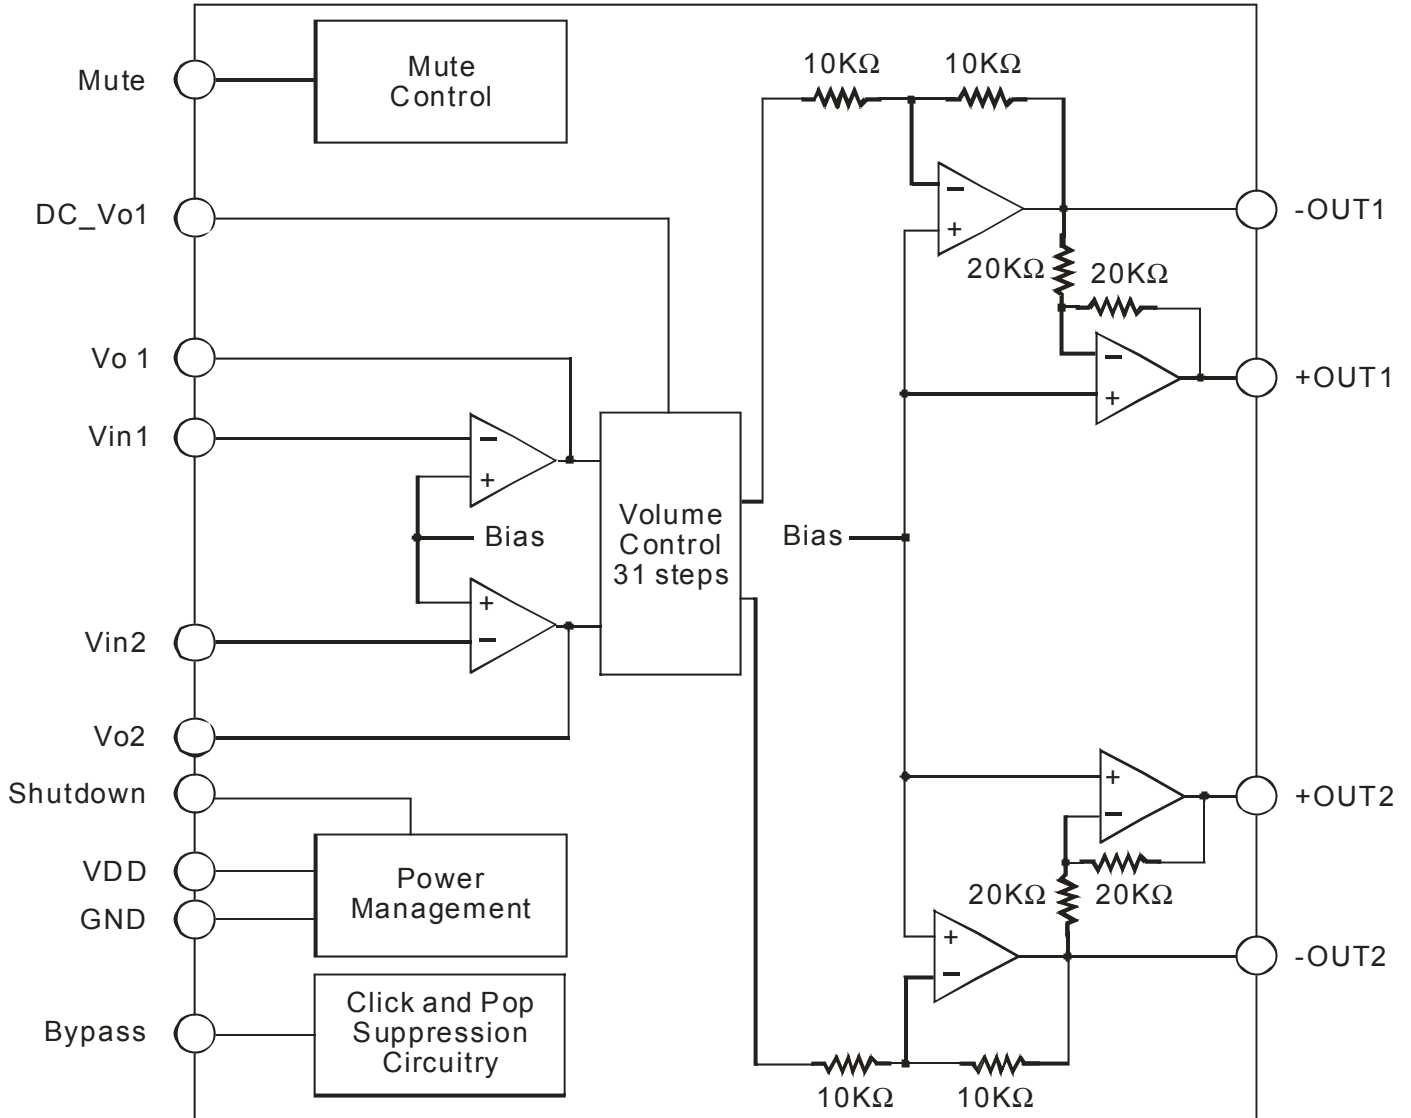 Mute
Mute
Control
10KΩ
10KΩ
DC_Vo1
-
+
-OUT1
20KΩ
20KΩ
Vo 1
-
+
+OUT1
Vin1
-
+
Bias
Volume
Control
31 steps
Bias
+
-
Vin2
Vo2
Shutdown
+
-
+OUT2
VDD
GND
Power
Management
20KΩ
20KΩ
+
-
-OUT2
Bypass
Click and Pop
Suppression
Circuitry
10KΩ
10KΩ